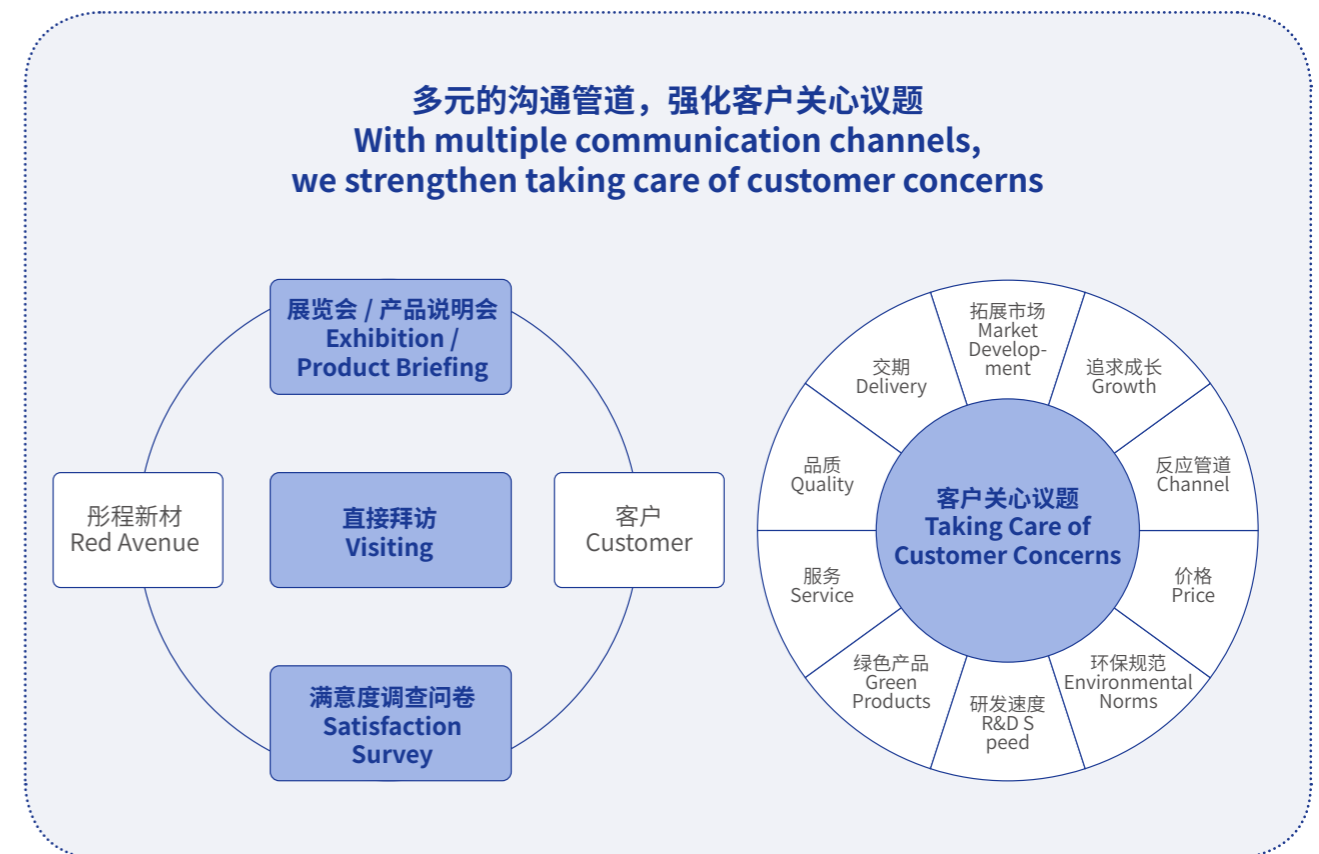 多元的沟通管道，强化客户关心议题
With multiple communication channels,
we strengthen taking care of customer concerns
展览会 / 产品说明会
Exhibition /
Product Briefing
彤程新材
Red Avenue
直接拜访
Visiting
客户
Customer
满意度调查问卷
Satisfaction
Survey
客户关心议题
Taking Care of
Customer Concerns
拓展市场
Market
Develop-
ment
追求成长
Growth
反应管道
Channel
价格
Price
环保规范
Environmental
Norms
研发速度
R&D S
peed
绿色产品
Green
Products
服务
Service
品质
Quality
交期
Delivery